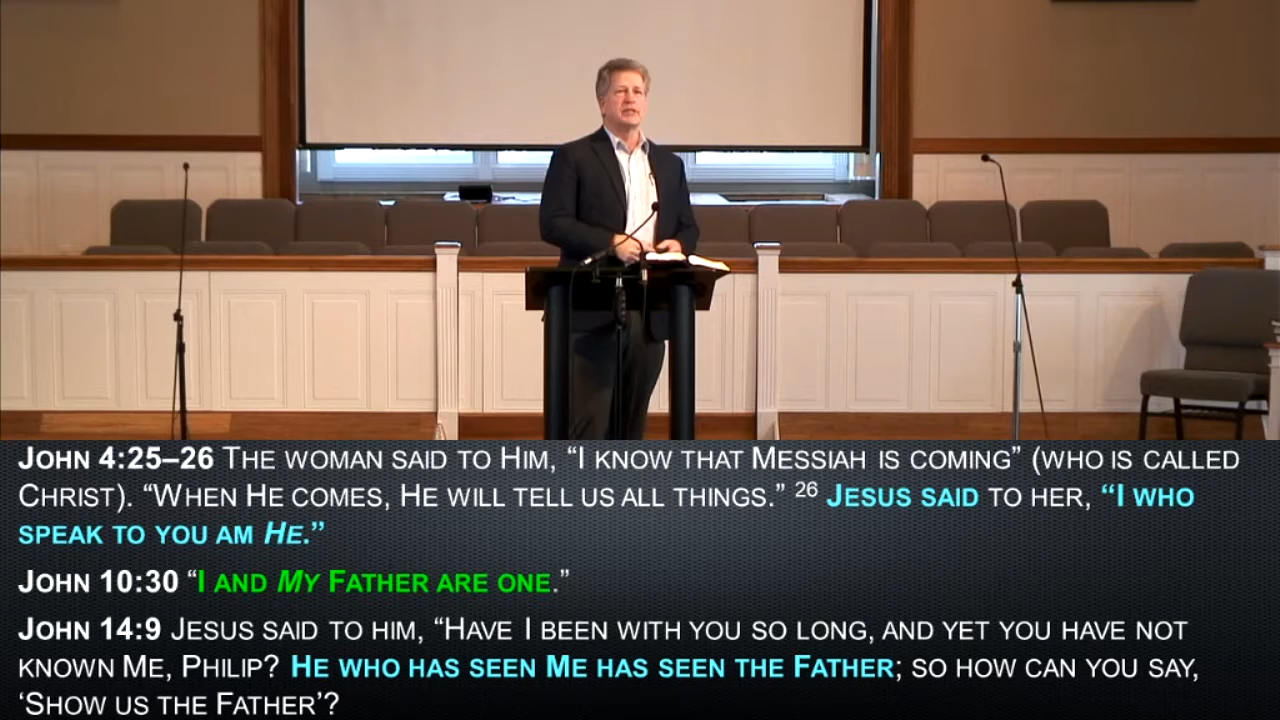 John 4:25–26 The woman said to Him, “I know that Messiah is coming” (who is called
Christ). “When He comes, He will tell us all things.” 26 Jesus said to her, “I who
speak to you am He.”
John 10:30 “I and My Father are one.”
John 14:9 Jesus said to him, “Have I been with you so long, and yet you have not
known Me, Philip? He who has seen Me has seen the Father; so how can you say,
‘Show us the Father’?